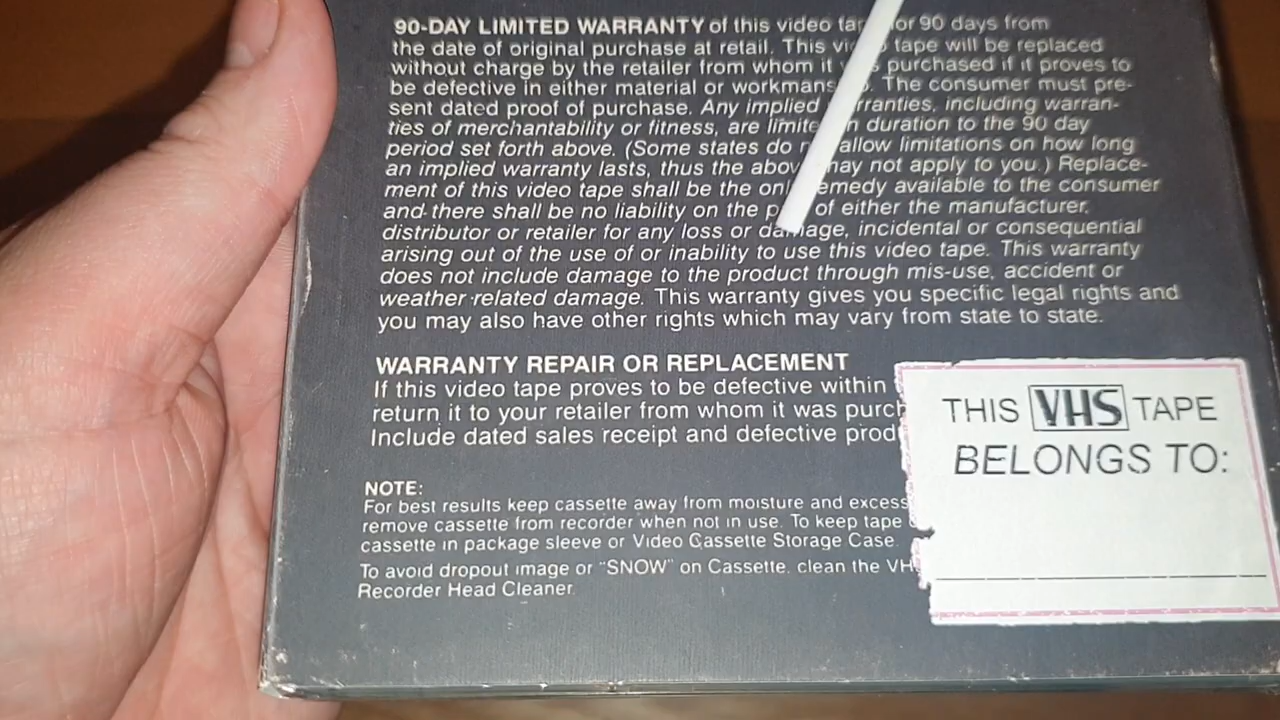 90-DAY LIMITED WARRANTY of this video for 90 days from
the date of original purchase at retail. This tape will be replaced
without charge by the retailer from whom it purchased if it proves to
be defective in either material or The consumer must pre-
sent dated proof of purchase. Any implied including warran-
ties of merchantability or fitness, are duration to the 90 day
period set forth above. (Some states do allow limitations on how long
an implied warranty lasts, thus the may not apply to you.) Replace-
ment of this video tape shall be the available to the consumer
and there shall be no liability on the of either the manufacturer,
distributor or retailer for any loss or damage, incidental or consequential
arising out of the use of or inability to use this video tape. This warranty
does not include damage to the product through mis-use, accident or
weather related damage. This warranty gives you specific legal rights and
you may also have other rights which may vary from state to state.
WARRANTY REPAIR OR REPLACEMENT
If this video tape proves to be defective within
return it to your retailer from whom it was
Include dated sales receipt and defective
THIS VHS TAPE
BELONGS TO:
NOTE:
For best results keep cassette away from moisture and
remove cassette from recorder when not in use. To keep tape
cassette in package sleeve or Video Cassette Storage Case.
To avoid dropout image or "SNOW" on Cassette. clean the
Recorder Head Cleaner